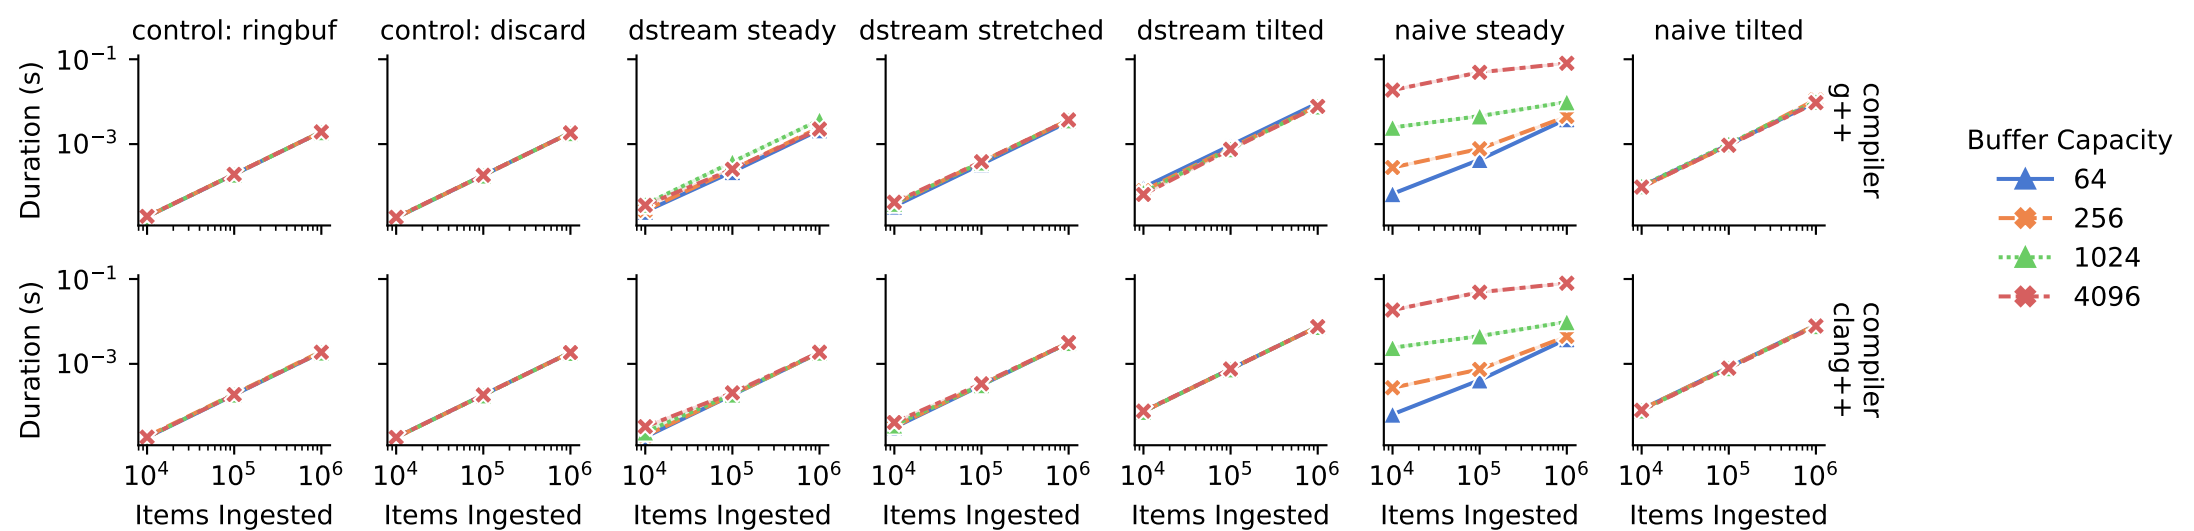 control: ringbuf control: discard dstream steady dstream stretched dstream tilted naive steady naive tilted
Duration (s)
10⁻¹
10⁻³
compiler
g++
Buffer Capacity
64
256
1024
4096
Duration (s)
10⁻¹
10⁻³
compiler
clang++
10⁴ 10⁵ 10⁶ 10⁴ 10⁵ 10⁶ 10⁴ 10⁵ 10⁶ 10⁴ 10⁵ 10⁶ 10⁴ 10⁵ 10⁶ 10⁴ 10⁵ 10⁶ 10⁴ 10⁵ 10⁶
Items Ingested Items Ingested Items Ingested Items Ingested Items Ingested Items Ingested Items Ingested